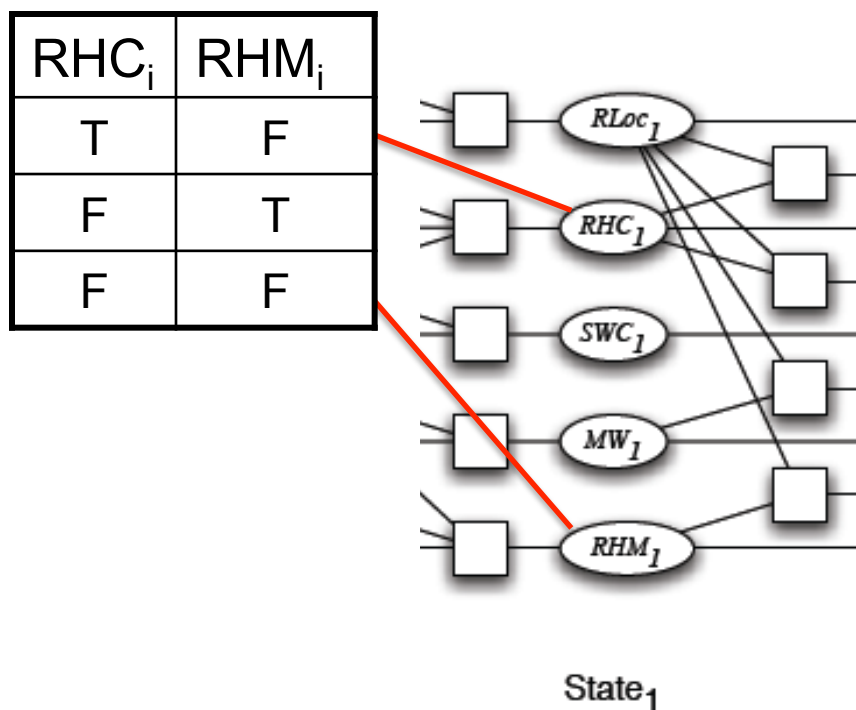 RHCi RHMi
T F
F T
F F
RLoc1
RHC1
SWC1
MW1
RHM1
State1